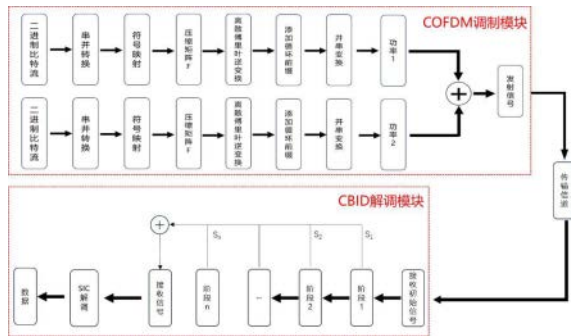 COFDM调制模块
二进制比特流
串并转换
符号映射
压缩矩阵F
离散傅里叶逆变换
添加循环前缀
并串变换
功率1
二进制比特流
串并转换
符号映射
压缩矩阵F
离散傅里叶逆变换
添加循环前缀
并串变换
功率2
发射信号
传输信道
CBID解调模块
数据
SIC解调
接收信号
阶段n
...
阶段2
阶段1
接收初始信号
Sₙ
S₂
S₁